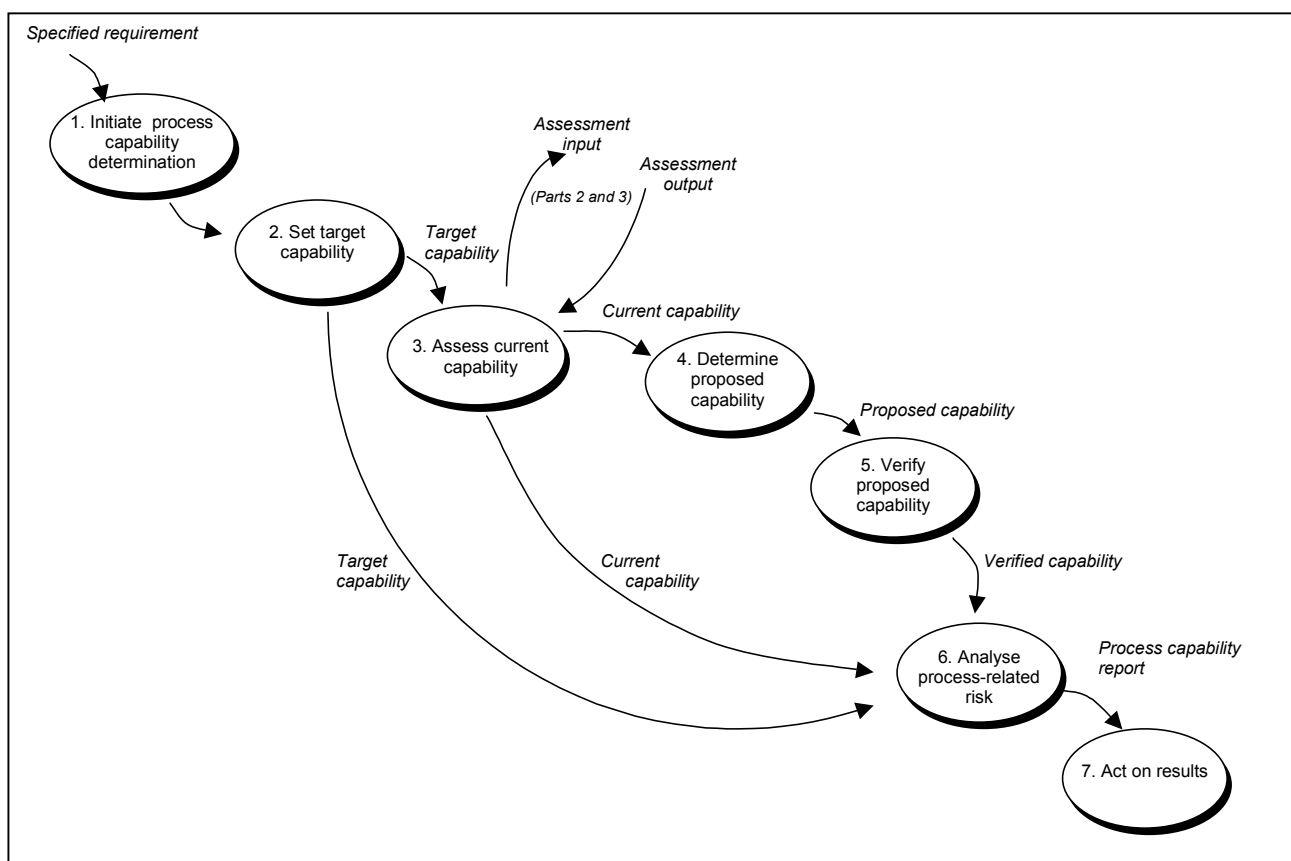 Specified requirement
1. Initiate process
capability
determination
Assessment
input
Assessment
output
(Parts 2 and 3)
2. Set target
capability
Target
capability
3. Assess current
capability
Current capability
4. Determine
proposed
capability
Proposed capability
5. Verify
proposed
capability
Target
capability
Current
capability
Verified capability
6. Analyse
process-related
risk
Process capability
report
7. Act on results